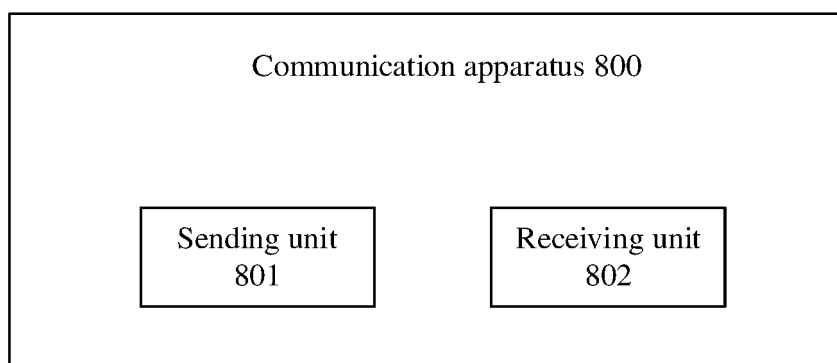 Communication apparatus 800
Sending unit
801
Receiving unit
802